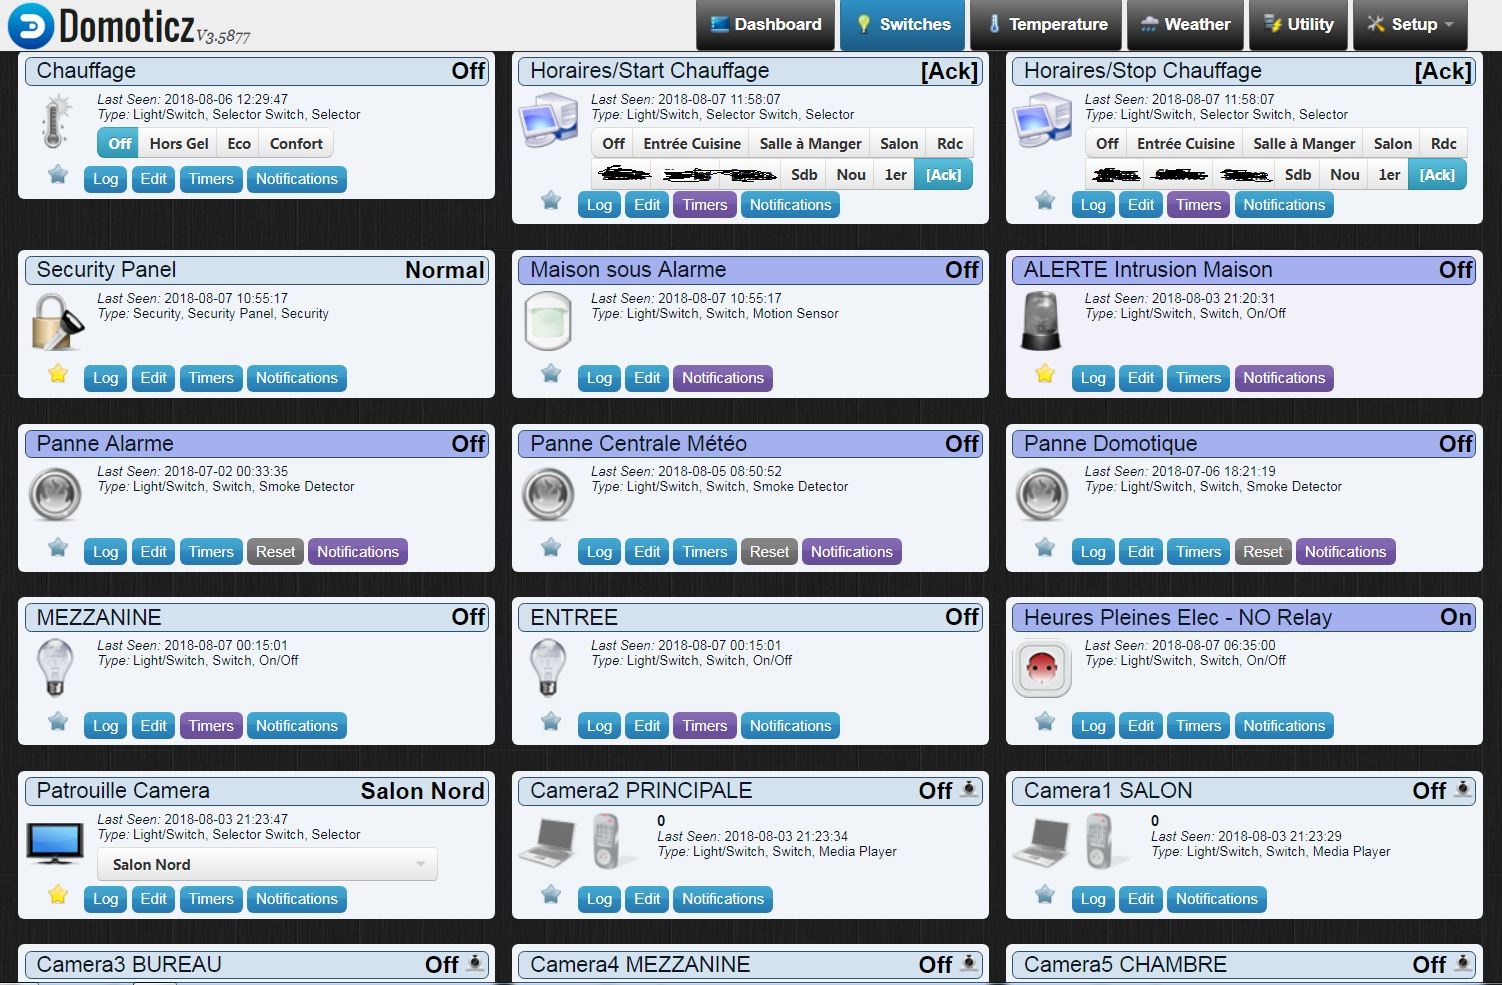 Domoticz V3.5877
Dashboard Switches Temperature Weather Utility Setup
Chauffage Off
Last Seen: 2018-08-06 12:29:47
Type: Light/Switch, Selector Switch, Selector
Off Hors Gel Eco Confort
Log Edit Timers Notifications
Horaires/Start Chauffage [Ack]
Last Seen: 2018-08-07 11:58:07
Type: Light/Switch, Selector Switch, Selector
Off Entrée Cuisine Salle à Manger Salon Rdc
Sdb Nou 1er [Ack]
Log Edit Timers Notifications
Horaires/Stop Chauffage [Ack]
Last Seen: 2018-08-07 11:58:07
Type: Light/Switch, Selector Switch, Selector
Off Entrée Cuisine Salle à Manger Salon Rdc
Sdb Nou 1er [Ack]
Log Edit Timers Notifications
Security Panel Normal
Last Seen: 2018-08-07 10:55:17
Type: Security, Security Panel, Security
Log Edit Timers Notifications
Maison sous Alarme Off
Last Seen: 2018-08-07 10:55:17
Type: Light/Switch, Switch, Motion Sensor
Log Edit Notifications
ALERTE Intrusion Maison Off
Last Seen: 2018-08-03 21:20:31
Type: Light/Switch, Switch, On/Off
Log Edit Timers Notifications
Panne Alarme Off
Last Seen: 2018-07-02 00:33:35
Type: Light/Switch, Switch, Smoke Detector
Log Edit Timers Reset Notifications
Panne Centrale Météo Off
Last Seen: 2018-08-05 08:50:52
Type: Light/Switch, Switch, Smoke Detector
Log Edit Timers Reset Notifications
Panne Domotique Off
Last Seen: 2018-07-06 18:21:19
Type: Light/Switch, Switch, Smoke Detector
Log Edit Timers Reset Notifications
MEZZANINE Off
Last Seen: 2018-08-07 00:15:01
Type: Light/Switch, Switch, On/Off
Log Edit Timers Notifications
ENTREE Off
Last Seen: 2018-08-07 00:15:01
Type: Light/Switch, Switch, On/Off
Log Edit Timers Notifications
Heures Pleines Elec - NO Relay On
Last Seen: 2018-08-07 06:35:00
Type: Light/Switch, Switch, On/Off
Log Edit Timers Notifications
Patrouille Camera Salon Nord
Last Seen: 2018-08-03 21:23:47
Type: Light/Switch, Selector Switch, Selector
Salon Nord
Log Edit Timers Notifications
Camera2 PRINCIPALE Off
0
Last Seen: 2018-08-03 21:23:34
Type: Light/Switch, Switch, Media Player
Log Edit Notifications
Camera1 SALON Off
0
Last Seen: 2018-08-03 21:23:29
Type: Light/Switch, Switch, Media Player
Log Edit Notifications
Camera3 BUREAU Off
Camera4 MEZZANINE Off
Camera5 CHAMBRE Off